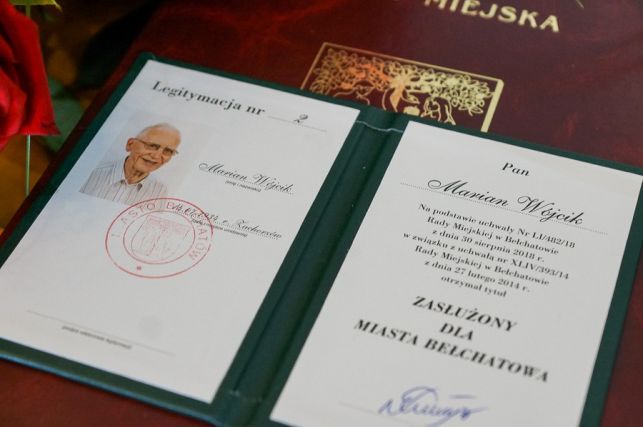 MIEJSKA
Legitymacja nr 2
Marian Wójcik
MIASTO BEŁCHATÓW
Pan
Marian Wójcik
Na podstawie uchwały Nr LI/482/18
Rady Miejskiej w Bełchatowie
z dnia 30 sierpnia 2018 r.
w związku z uchwałą nr XLIV/393/14
Rady Miejskiej w Bełchatowie
z dnia 27 lutego 2014 r.
otrzymał tytuł
ZASŁUŻONY
DLA
MIASTA BEŁCHATOWA